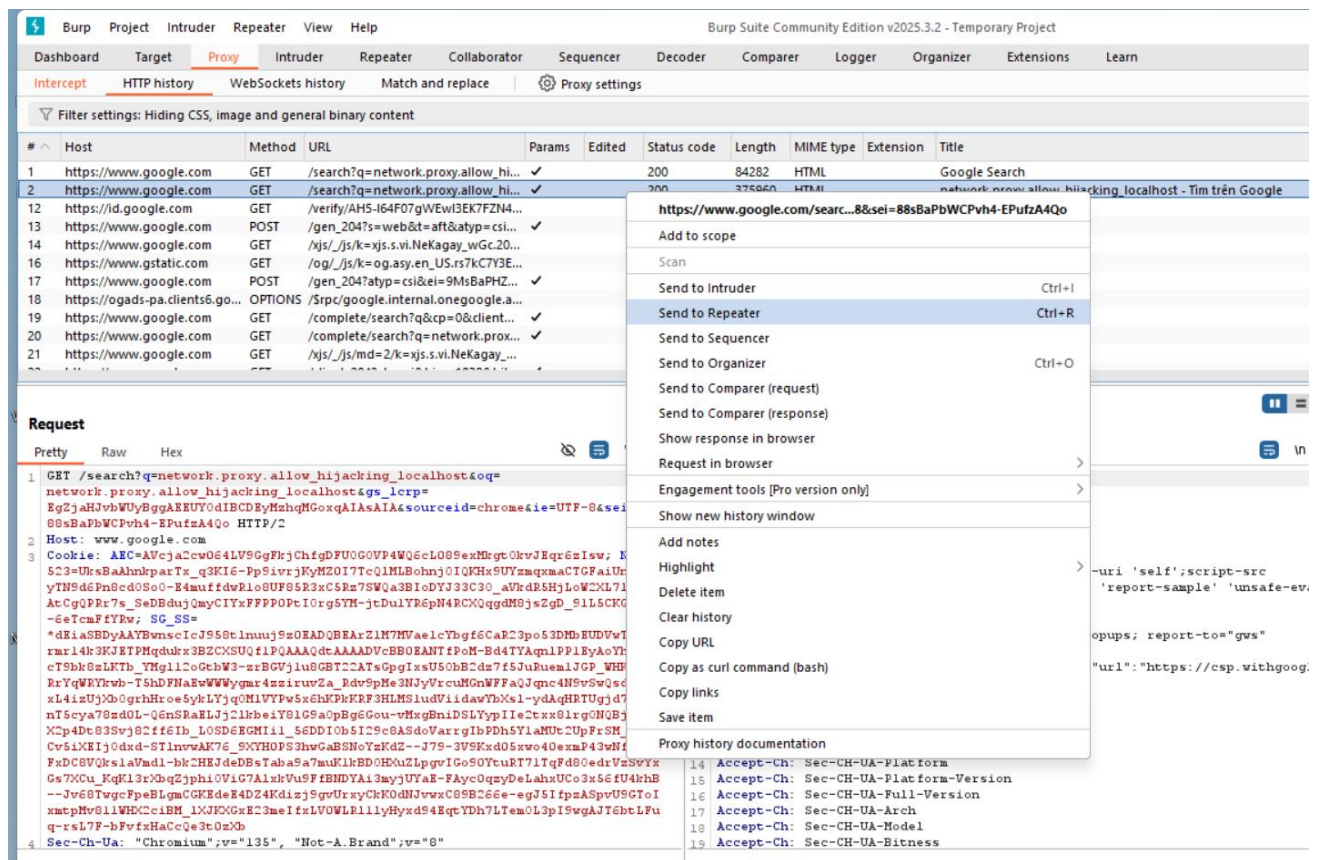 Burp Project Intruder Repeater View Help Burp Suite Community Edition v2025.3.2 - Temporary Project
Dashboard Target Proxy Intruder Repeater Collaborator Sequencer Decoder Comparer Logger Organizer Extensions Learn
Intercept HTTP history WebSockets history Match and replace Proxy settings
Filter settings: Hiding CSS, image and general binary content
# Host Method URL Params Edited Status code Length MIME type Extension Title
1 https://www.google.com GET /search?q=network.proxy.allow_hi... ✓ 200 84282 HTML Google Search
2 https://www.google.com GET /search?q=network.proxy.allow_hi... ✓ 200 375960 HTML network.proxy.allow_hijacking_localhost - Tìm trên Google
12 https://id.google.com GET /verify/AH5-I64F07gWEwI3EK7FZN4...
13 https://www.google.com POST /gen_204?s=web&t=aft&atyp=csi... ✓
14 https://www.google.com GET /xjs/_/js/k=xjs.s.vi.NeKagay_wGc.20...
16 https://www.gstatic.com GET /og/_/js/k=og.asy.en_US.rs7kC7Y3E...
17 https://www.google.com POST /gen_204?atyp=csi&ei=9MsBaPHZ... ✓
18 https://ogads-pa.clients6.go... OPTIONS /$rpc/google.internal.onegoogle.a...
19 https://www.google.com GET /complete/search?q&cp=0&client... ✓
20 https://www.google.com GET /complete/search?q=network.prox... ✓
21 https://www.google.com GET /xjs/_/js/md=2/k=xjs.s.vi.NeKagay_...
https://www.google.com/searc...8&sei=88sBaPbWCPvh4-EPufzA4Qo
Add to scope
Scan
Send to Intruder Ctrl+I
Send to Repeater Ctrl+R
Send to Sequencer
Send to Organizer Ctrl+O
Send to Comparer (request)
Send to Comparer (response)
Show response in browser
Request in browser
Engagement tools [Pro version only]
Show new history window
Add notes
Highlight
Delete item
Clear history
Copy URL
Copy as curl command (bash)
Copy links
Save item
Proxy history documentation
Request
Pretty Raw Hex \n
1 GET /search?q=network.proxy.allow_hijacking_localhost&oq=
network.proxy.allow_hijacking_localhost&gs_lcrp=
EgZjaHJvbWUyBggAEEUYOdIBCDEyMzhqMGoxqAIAsAIA&sourceid=chrome&ie=UTF-8&sei
88sBaPbWCPvh4-EPufzA4Qo HTTP/2
2 Host: www.google.com
3 Cookie: AEC=
SG_SS=
4 Sec-Ch-Ua: "Chromium";v="135", "Not-A.Brand";v="8"
-uri 'self';script-src
'report-sample' 'unsafe-eva
opups; report-to="gws"
"url":"https://csp.withgoogl
14 Accept-Ch: Sec-CH-UA-Platform
15 Accept-Ch: Sec-CH-UA-Platform-Version
16 Accept-Ch: Sec-CH-UA-Full-Version
17 Accept-Ch: Sec-CH-UA-Arch
18 Accept-Ch: Sec-CH-UA-Model
19 Accept-Ch: Sec-CH-UA-Bitness